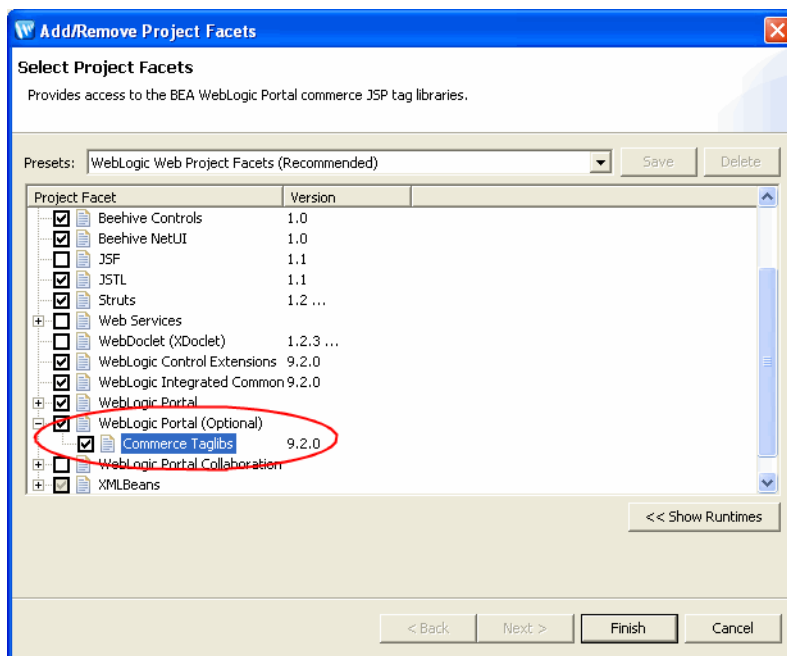 Add/Remove Project Facets
Select Project Facets
Provides access to the BEA WebLogic Portal commerce JSP tag libraries.
Presets: WebLogic Web Project Facets (Recommended) Save Delete
Project Facet Version
Beehive Controls 1.0
Beehive NetUI 1.0
JSF 1.1
JSTL 1.1
Struts 1.2 ...
Web Services
WebDoclet (XDoclet) 1.2.3 ...
WebLogic Control Extensions 9.2.0
WebLogic Integrated Common 9.2.0
WebLogic Portal
WebLogic Portal (Optional)
Commerce Taglibs 9.2.0
WebLogic Portal Collaboration
XMLBeans
<< Show Runtimes
< Back Next > Finish Cancel